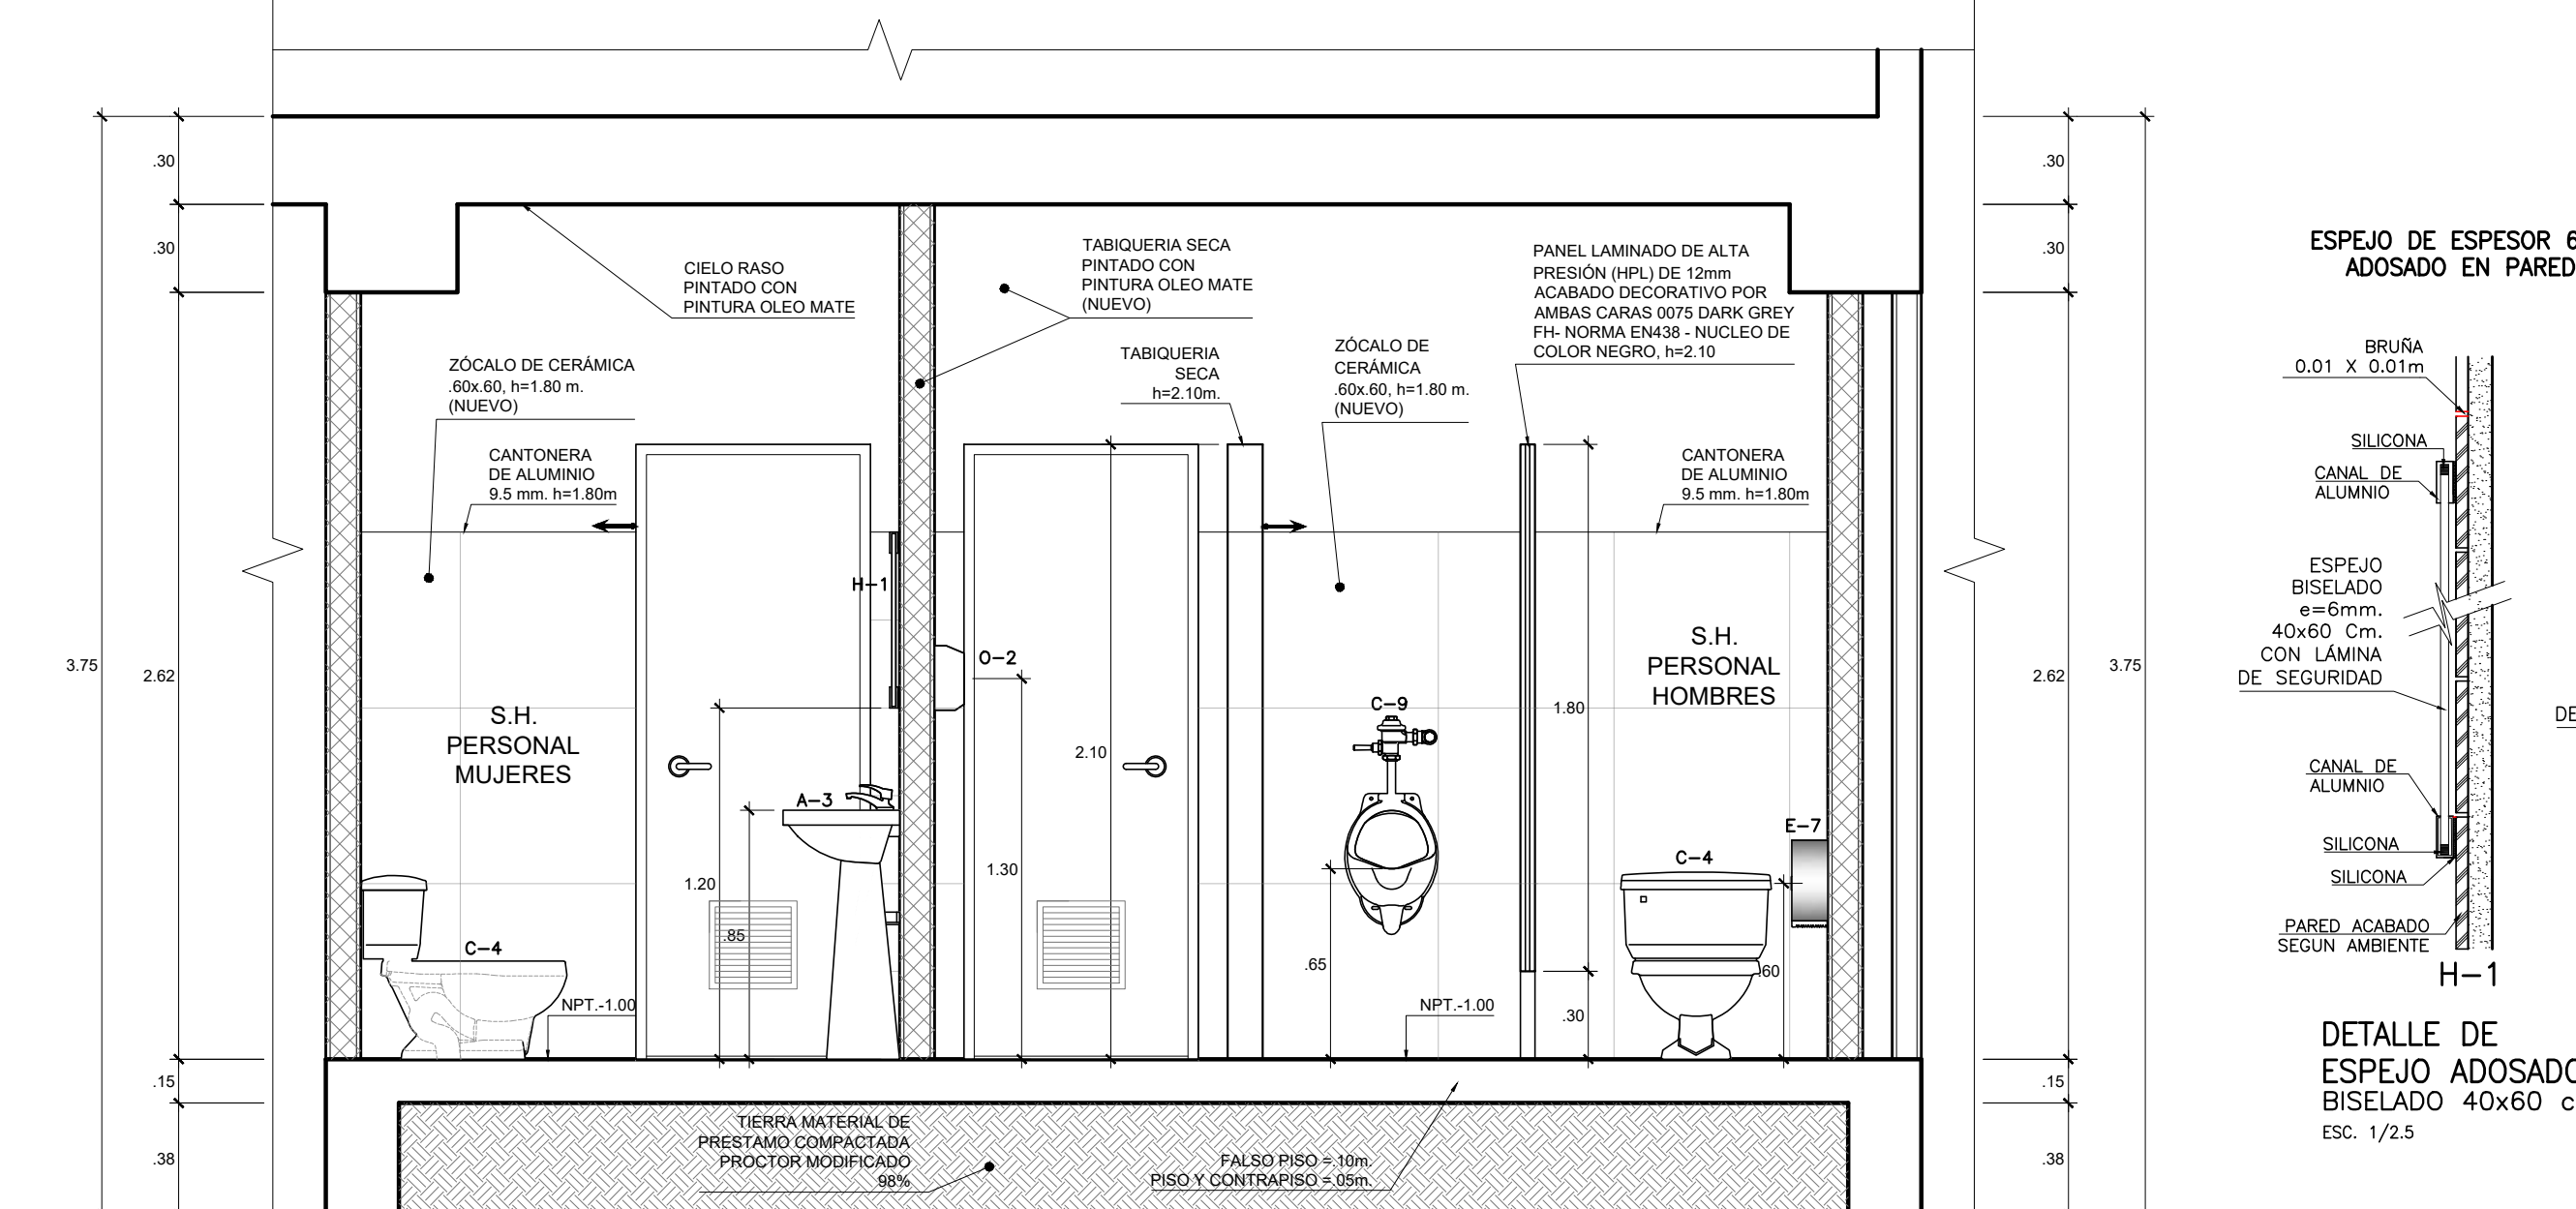 .30
.30
3.75
2.62
.15
.38
CIELO RASO
PINTADO CON
PINTURA OLEO MATE
ZÓCALO DE CERÁMICA
.60x.60, h=1.80 m.
(NUEVO)
CANTONERA
DE ALUMINIO
9.5 mm. h=1.80m
TABIQUERIA SECA
PINTADO CON
PINTURA OLEO MATE
(NUEVO)
TABIQUERIA
SECA
h=2.10m.
ZÓCALO DE
CERÁMICA
.60x.60, h=1.80 m.
(NUEVO)
PANEL LAMINADO DE ALTA
PRESIÓN (HPL) DE 12mm
ACABADO DECORATIVO POR
AMBAS CARAS 0075 DARK GREY
FH- NORMA EN438 - NUCLEO DE
COLOR NEGRO, h=2.10
CANTONERA
DE ALUMINIO
9.5 mm. h=1.80m
H-1
S.H.
PERSONAL
MUJERES
C-4
NPT.-1.00
A-3
1.20
.85
O-2
1.30
2.10
C-9
.65
NPT.-1.00
1.80
.30
S.H.
PERSONAL
HOMBRES
C-4
E-7
.60
TIERRA MATERIAL DE
PRESTAMO COMPACTADA
PROCTOR MODIFICADO
98%
FALSO PISO =.10m.
PISO Y CONTRAPISO =.05m.
.30
.30
2.62
3.75
.15
.38
ESPEJO DE ESPESOR 6
ADOSADO EN PARED
BRUÑA
0.01 X 0.01m
SILICONA
CANAL DE
ALUMNIO
ESPEJO
BISELADO
e=6mm.
40x60 Cm.
CON LÁMINA
DE SEGURIDAD
DE
CANAL DE
ALUMNIO
SILICONA
SILICONA
PARED ACABADO
SEGUN AMBIENTE
H-1
DETALLE DE
ESPEJO ADOSADO
BISELADO 40x60 c
ESC. 1/2.5